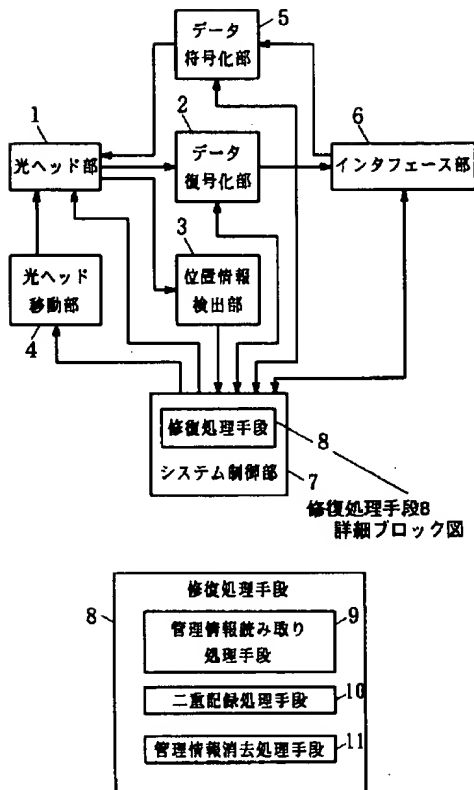 5
データ
符号化部
1
2
6
光ヘッド部
データ
復号化部
インタフェース部
3
光ヘッド
移動部
位置情報
検出部
4
修復処理手段
8
システム制御部
7
修復処理手段8
詳細ブロック図
修復処理手段
8
管理情報読み取り
処理手段
9
二重記録処理手段
10
管理情報消去処理手段
11